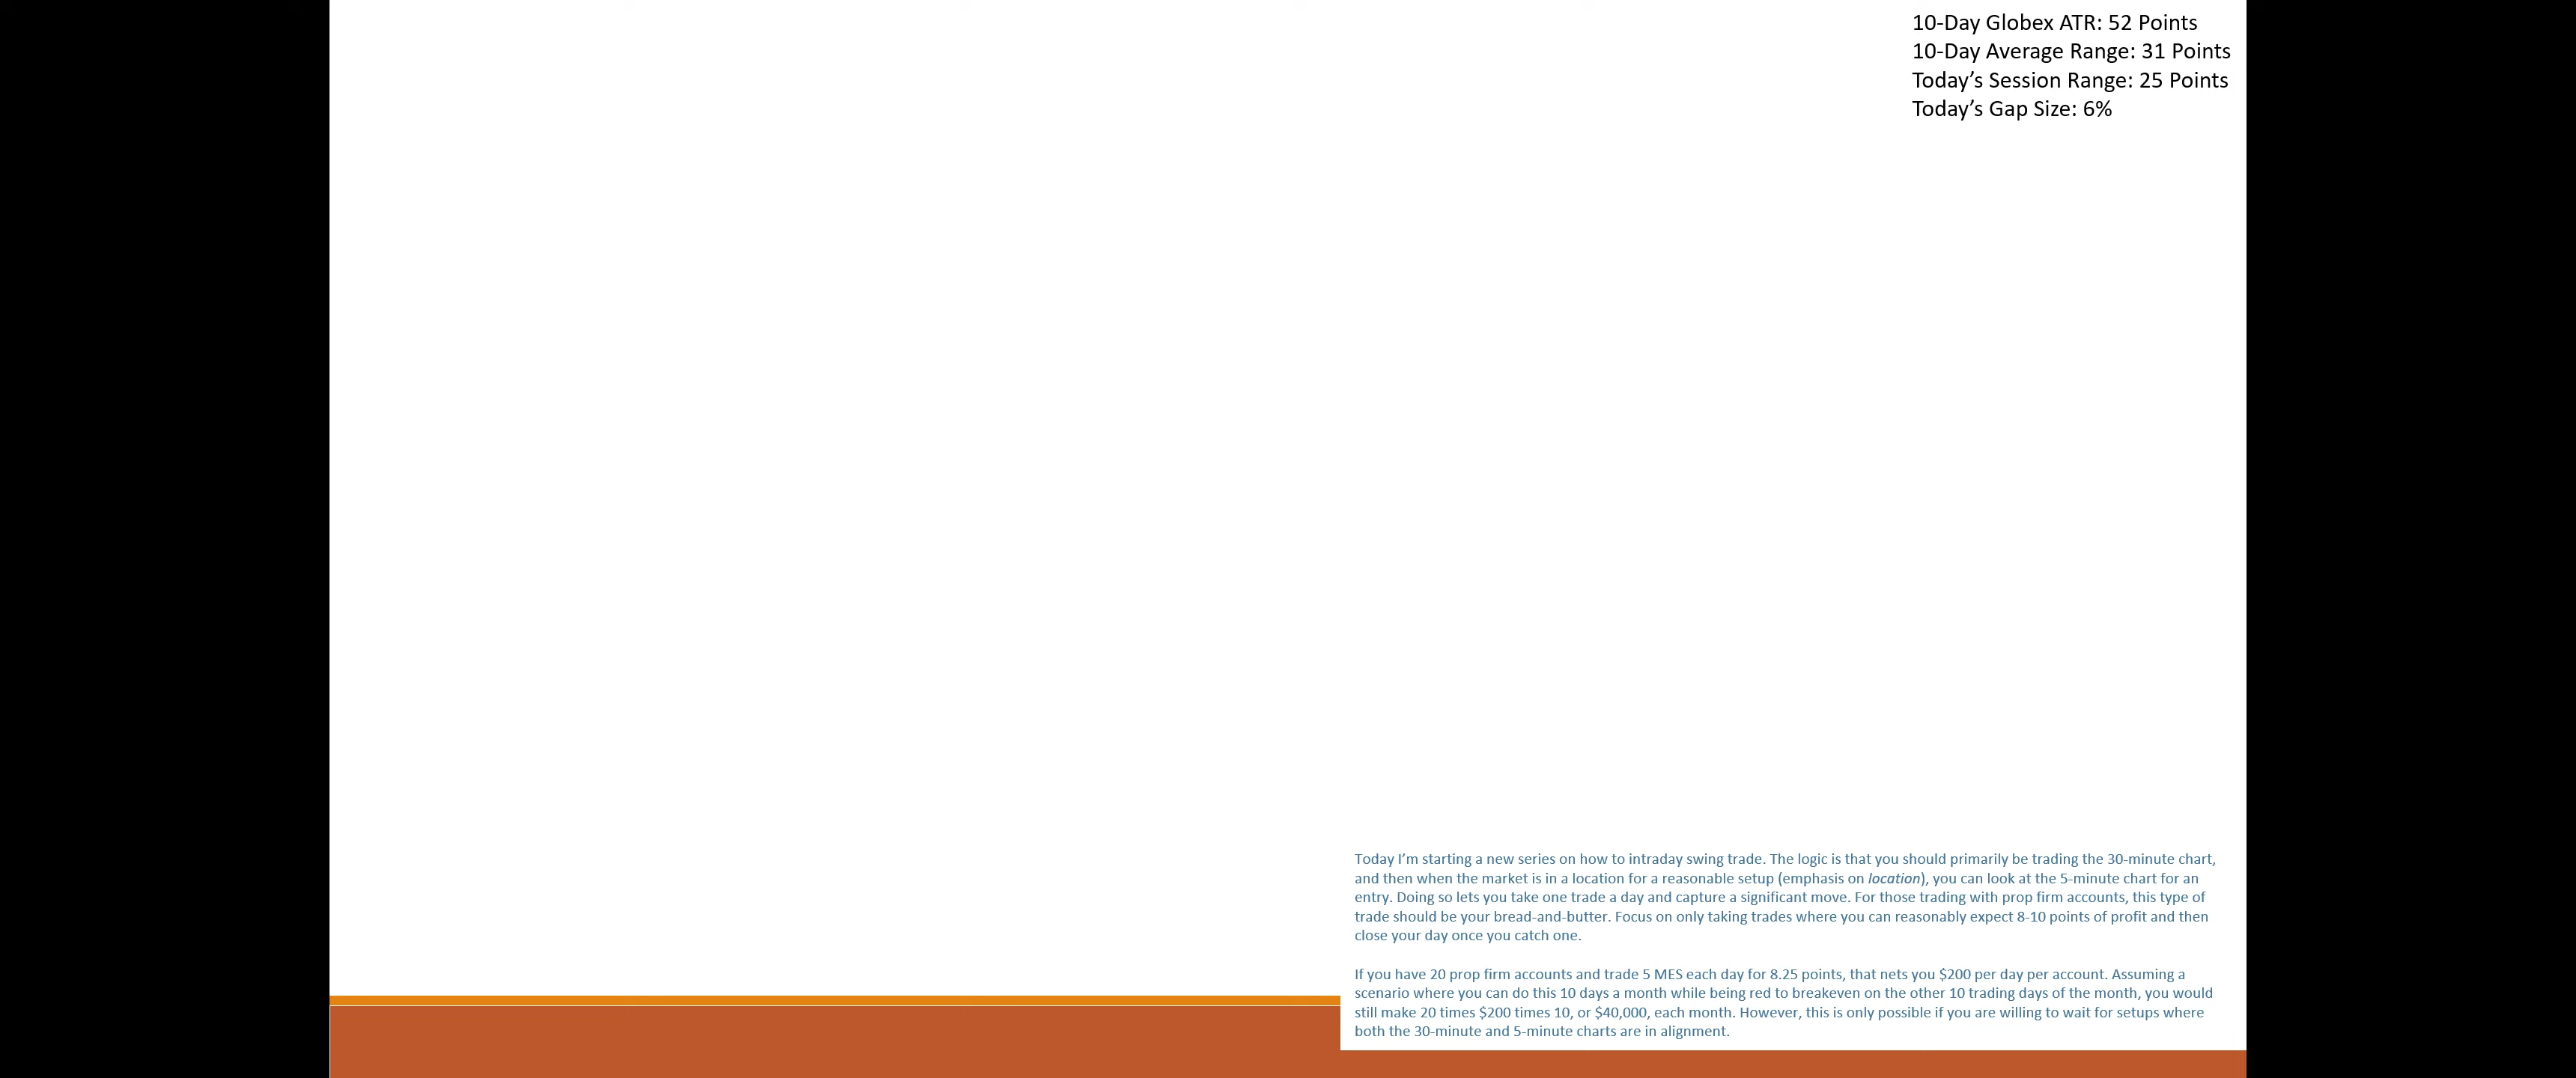 10-Day Globex ATR: 52 Points
10-Day Average Range: 31 Points
Today’s Session Range: 25 Points
Today’s Gap Size: 6%
Today I’m starting a new series on how to intraday swing trade. The logic is that you should primarily be trading the 30-minute chart,
and then when the market is in a location for a reasonable setup (emphasis on location), you can look at the 5-minute chart for an
entry. Doing so lets you take one trade a day and capture a significant move. For those trading with prop firm accounts, this type of
trade should be your bread-and-butter. Focus on only taking trades where you can reasonably expect 8-10 points of profit and then
close your day once you catch one.
If you have 20 prop firm accounts and trade 5 MES each day for 8.25 points, that nets you $200 per day per account. Assuming a
scenario where you can do this 10 days a month while being red to breakeven on the other 10 trading days of the month, you would
still make 20 times $200 times 10, or $40,000, each month. However, this is only possible if you are willing to wait for setups where
both the 30-minute and 5-minute charts are in alignment.